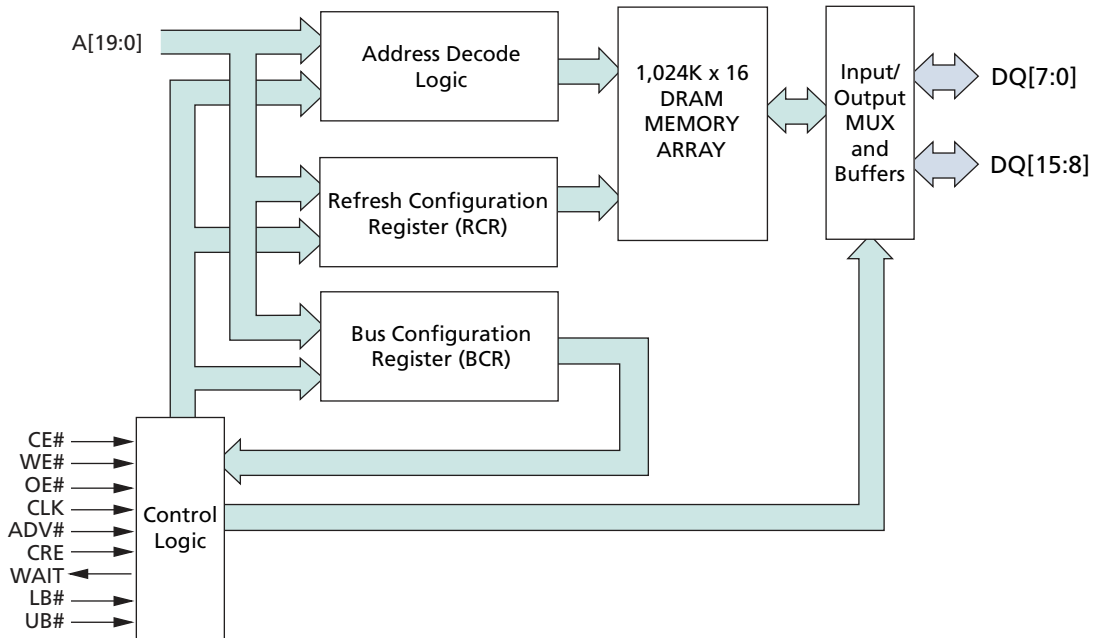 A[19:0]
Address Decode
Logic
1,024K x 16
DRAM
MEMORY
ARRAY
Input/
Output
MUX
and
Buffers
DQ[7:0]
DQ[15:8]
Refresh Configuration
Register (RCR)
Bus Configuration
Register (BCR)
CE#
WE#
OE#
CLK
ADV#
CRE
WAIT
LB#
UB#
Control
Logic